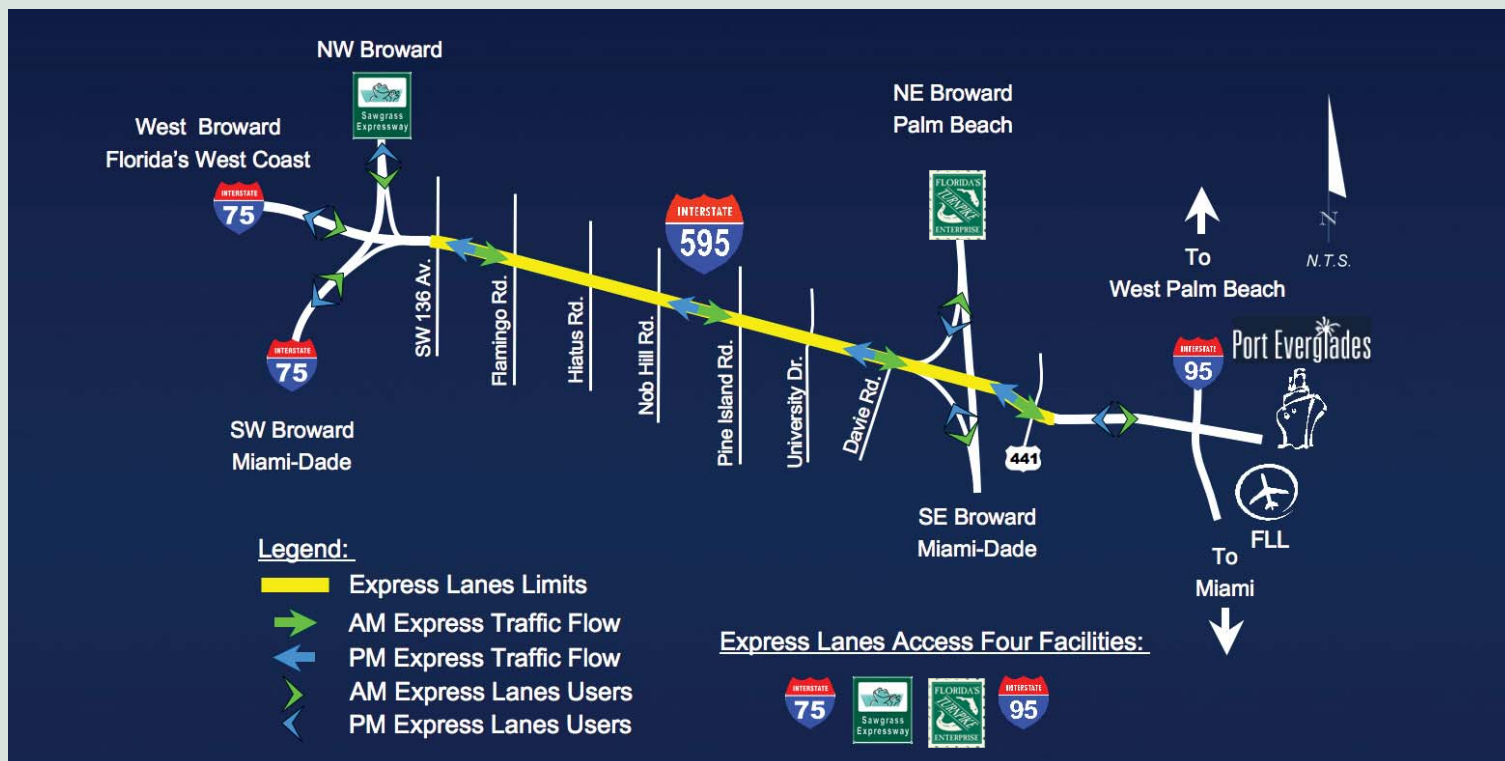 NW Broward
Sawgrass
Expressway
West Broward
Florida's West Coast
INTERSTATE
75
INTERSTATE
75
SW Broward
Miami-Dade
SW 136 Av.
Flamingo Rd.
Hiatus Rd.
Nob Hill Rd.
INTERSTATE
595
Pine Island Rd.
University Dr.
Davie Rd.
NE Broward
Palm Beach
FLORIDA'S
TURNPIKE
ENTERPRISE
441
SE Broward
Miami-Dade
N
N.T.S.
To
West Palm Beach
INTERSTATE
95
Port Everglades
FLL
To
Miami
Legend:
Express Lanes Limits
AM Express Traffic Flow
PM Express Traffic Flow
AM Express Lanes Users
PM Express Lanes Users
Express Lanes Access Four Facilities:
INTERSTATE
75
Sawgrass
Expressway
FLORIDA'S
TURNPIKE
ENTERPRISE
INTERSTATE
95